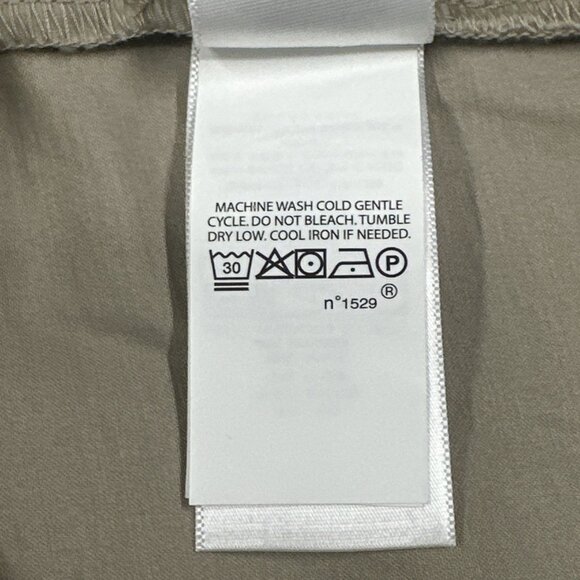 MACHINE WASH COLD GENTLE
CYCLE. DO NOT BLEACH. TUMBLE
DRY LOW. COOL IRON IF NEEDED.
30 P
n°1529 ®